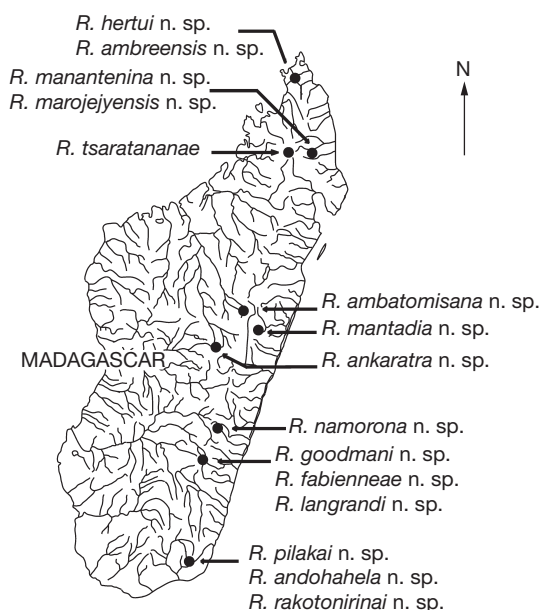 R. hertui n. sp.
R. ambreensis n. sp.
R. manantenina n. sp.
R. marojejyensis n. sp.
N
R. tsaratananae
R. ambatomisana n. sp.
R. mantadia n. sp.
MADAGASCAR
R. ankaratra n. sp.
R. namorona n. sp.
R. goodmani n. sp.
R. fabienneae n. sp.
R. langrandi n. sp.
R. pilakai n. sp.
R. andohahela n. sp.
R. rakotonirinai n. sp.